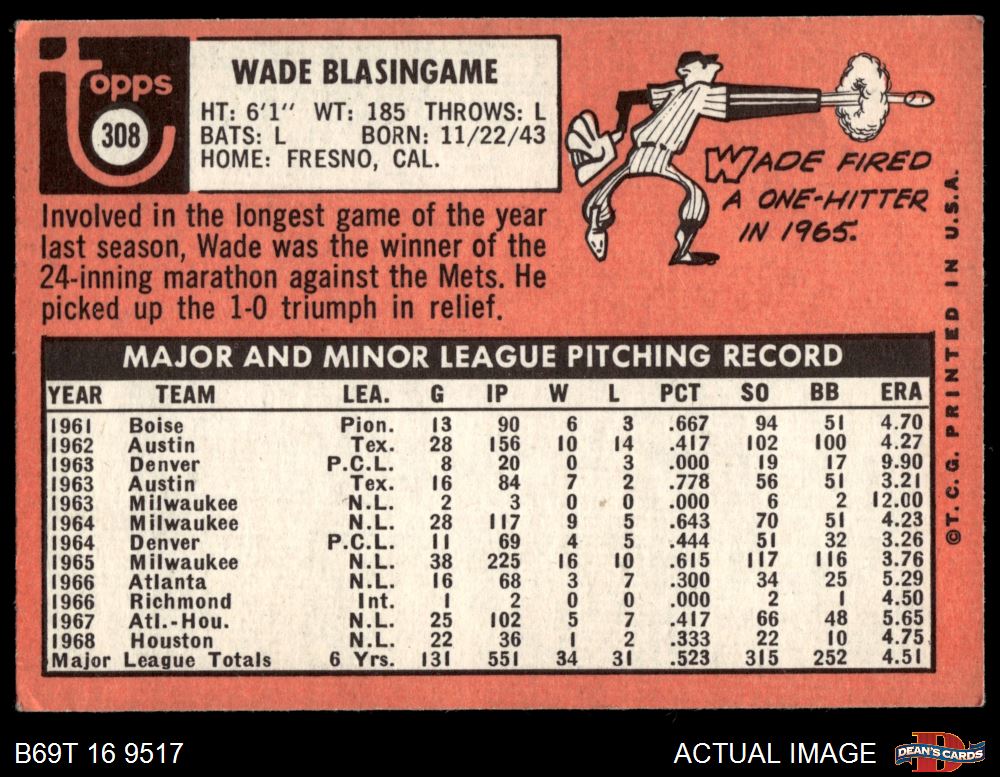 topps
308
WADE BLASINGAME
HT: 6'1" WT: 185 THROWS: L
BATS: L BORN: 11/22/43
HOME: FRESNO, CAL.
WADE FIRED
A ONE-HITTER
IN 1965.
Involved in the longest game of the year
last season, Wade was the winner of the
24-inning marathon against the Mets. He
picked up the 1-0 triumph in relief.
©T. C. G. PRINTED IN U.S.A.
MAJOR AND MINOR LEAGUE PITCHING RECORD
YEAR TEAM LEA. G IP W L PCT SO BB ERA
1961 Boise Pion. 13 90 6 3 .667 94 51 4.70
1962 Austin Tex. 28 156 10 14 .417 102 100 4.27
1963 Denver P.C.L. 8 20 0 3 .000 19 17 9.90
1963 Austin Tex. 16 84 7 2 .778 56 51 3.21
1963 Milwaukee N.L. 2 3 0 0 .000 6 2 12.00
1964 Milwaukee N.L. 28 117 9 5 .643 70 51 4.23
1964 Denver P.C.L. 11 69 4 5 .444 51 32 3.26
1965 Milwaukee N.L. 38 225 16 10 .615 117 116 3.76
1966 Atlanta N.L. 16 68 3 7 .300 34 25 5.29
1966 Richmond Int. 1 2 0 0 .000 2 1 4.50
1967 Atl.-Hou. N.L. 25 102 5 7 .417 66 48 5.65
1968 Houston N.L. 22 36 1 2 .333 22 10 4.75
Major League Totals 6 Yrs. 131 551 34 31 .523 315 252 4.51
B69T 16 9517
ACTUAL IMAGE
D
DEAN'S CARDS